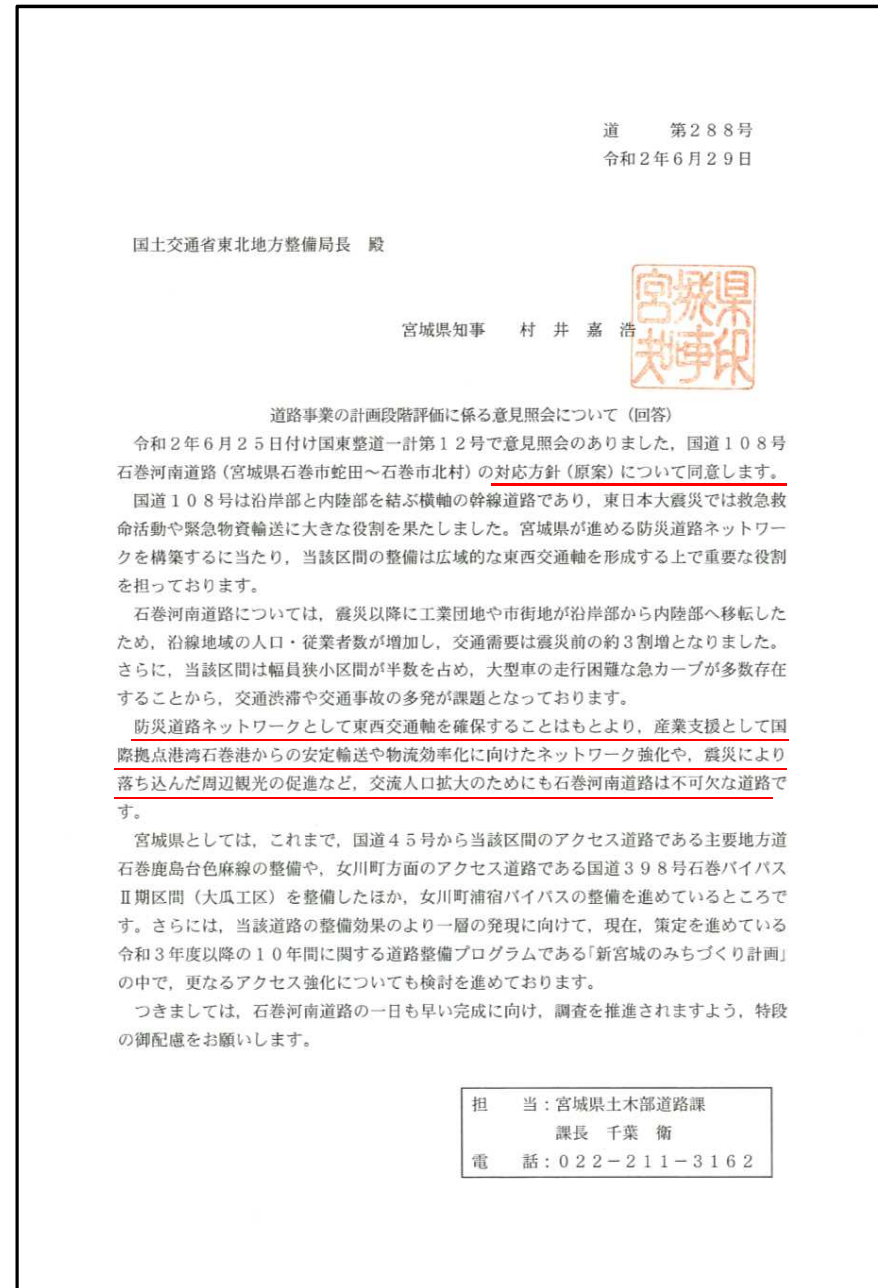 道　　第２８８号
令和２年６月２９日
国土交通省東北地方整備局長　殿
宮城県知事　村　井　嘉　浩
宮城県知事印
道路事業の計画段階評価に係る意見照会について（回答）
　令和２年６月２５日付け国東整道一計第１２号で意見照会のありました，国道１０８号
石巻河南道路（宮城県石巻市蛇田～石巻市北村）の対応方針（原案）について同意します。
　国道１０８号は沿岸部と内陸部を結ぶ横軸の幹線道路であり，東日本大震災では救急救
命活動や緊急物資輸送に大きな役割を果たしました。宮城県が進める防災道路ネットワー
クを構築するに当たり，当該区間の整備は広域的な東西交通軸を形成する上で重要な役割
を担っております。
　石巻河南道路については，震災以降に工業団地や市街地が沿岸部から内陸部へ移転した
ため，沿線地域の人口・従業者数が増加し，交通需要は震災前の約３割増となりました。
さらに，当該区間は幅員狭小区間が半数を占め，大型車の走行困難な急カーブが多数存在
することから，交通渋滞や交通事故の多発が課題となっております。
　防災道路ネットワークとして東西交通軸を確保することはもとより，産業支援として国
際拠点港湾石巻港からの安定輸送や物流効率化に向けたネットワーク強化や，震災により
落ち込んだ周辺観光の促進など，交流人口拡大のためにも石巻河南道路は不可欠な道路で
す。
　宮城県としては，これまで，国道４５号から当該区間のアクセス道路である主要地方道
石巻鹿島台色麻線の整備や，女川町方面のアクセス道路である国道３９８号石巻バイパス
Ⅱ期区間（大瓜工区）を整備したほか，女川町浦宿バイパスの整備を進めているところで
す。さらには，当該道路の整備効果のより一層の発現に向けて，現在，策定を進めている
令和３年度以降の１０年間に関する道路整備プログラムである「新宮城のみちづくり計画」
の中で，更なるアクセス強化についても検討を進めております。
　つきましては，石巻河南道路の一日も早い完成に向け，調査を推進されますよう，特段
の御配慮をお願いします。
担　　当：宮城県土木部道路課
課長　千葉　衛
電　　話：０２２－２１１－３１６２